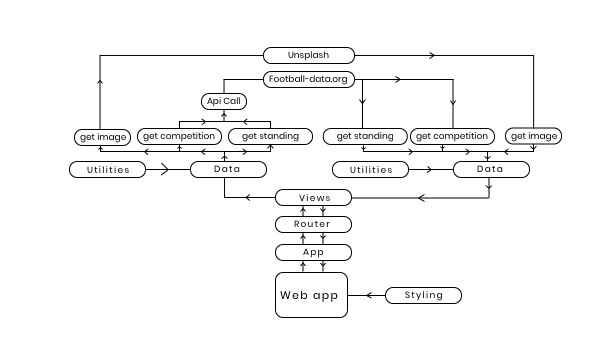 Unsplash
Football-data.org
Api Call
get image
get competition
get standing
get standing
get competition
get image
Utilities
Data
Utilities
Data
Views
Router
App
Web app
Styling